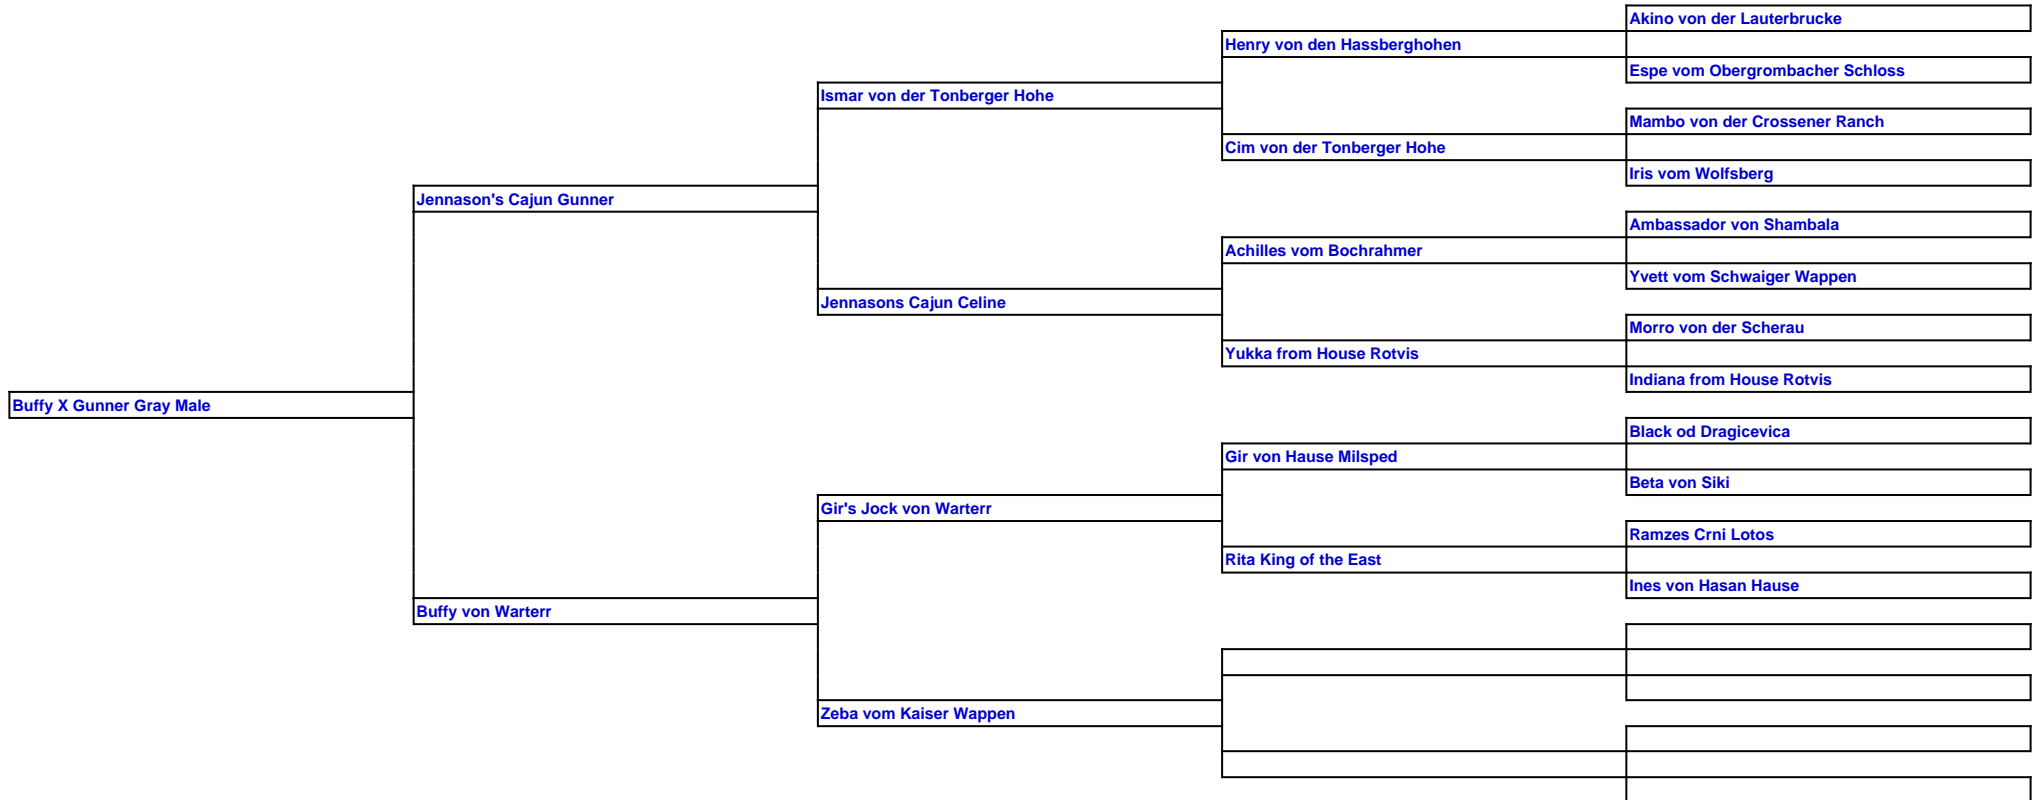 Akino von der Lauterbrucke
Henry von den Hassberghohen
Espe vom Obergrombacher Schloss
Ismar von der Tonberger Hohe
Mambo von der Crossener Ranch
Cim von der Tonberger Hohe
Iris vom Wolfsberg
Jennason's Cajun Gunner
Ambassador von Shambala
Achilles vom Bochrahmer
Yvett vom Schwaiger Wappen
Jennasons Cajun Celine
Morro von der Scherau
Yukka from House Rotvis
Indiana from House Rotvis
Buffy X Gunner Gray Male
Black od Dragicevica
Gir von Hause Milsped
Beta von Siki
Gir's Jock von Warterr
Ramzes Crni Lotos
Rita King of the East
Ines von Hasan Hause
Buffy von Warterr
Zeba vom Kaiser Wappen